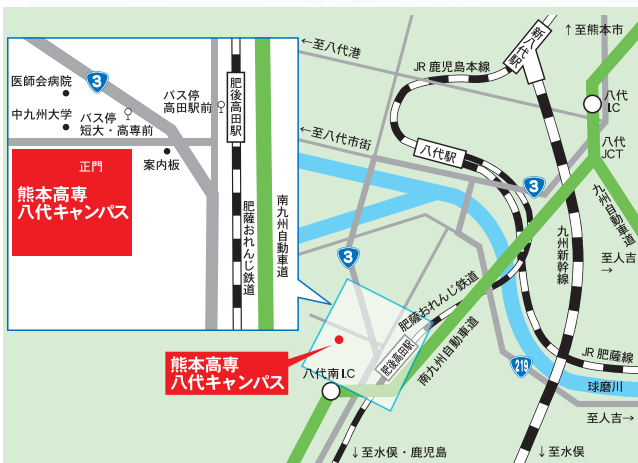 医師会病院
3
中九州大学
バス停
短大・高専前
バス停
高田駅前
案内板
正門
熊本高専
八代キャンパス
肥後高田駅
肥薩おれんじ鉄道
南九州自動車道
←至八代港
JR鹿児島本線
新八代駅
↑至熊本市
八代
I.C
八代
JCT
←至八代市街
八代駅
3
九州自動車道
九州新幹線
至人吉
→
3
肥薩おれんじ鉄道
肥後高田駅
南九州自動車道
熊本高専
八代キャンパス
八代南I.C
219
JR肥薩線
球磨川
至人吉→
↓至水俣・鹿児島
↓至水俣